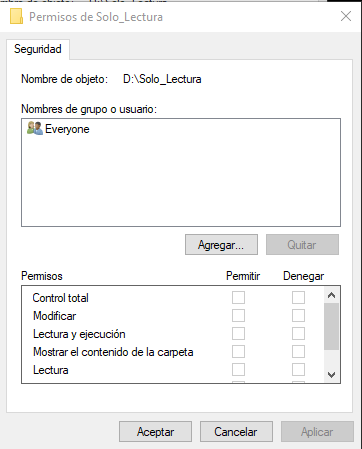 Permisos de Solo_Lectura
Seguridad
Nombre de objeto: D:\Solo_Lectura
Nombres de grupo o usuario:
Everyone
Agregar... Quitar
Permisos Permitir Denegar
Control total
Modificar
Lectura y ejecución
Mostrar el contenido de la carpeta
Lectura
Aceptar Cancelar Aplicar